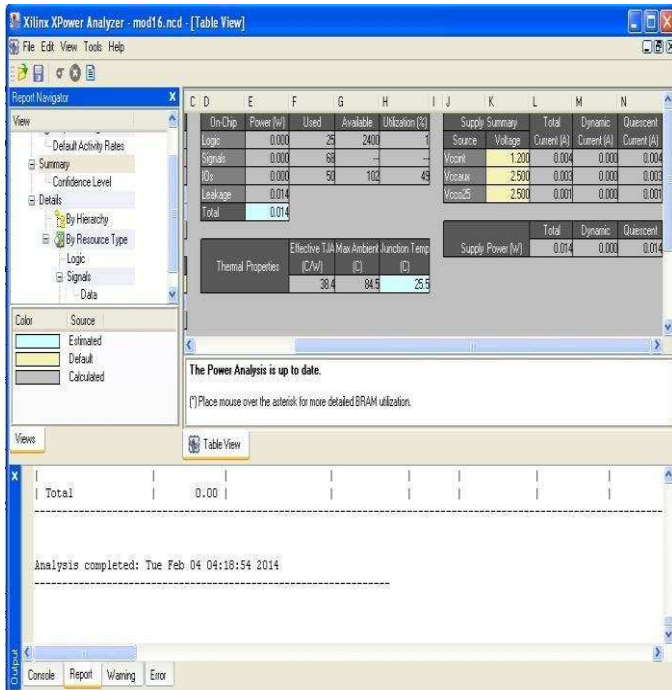 Xilinx XPower Analyzer - mod16.ncd - [Table View]
File Edit View Tools Help
Report Navigator X
View
Default Activity Rates
Summary
Confidence Level
Details
By Hierarchy
By Resource Type
Logic
Signals
Data
Color Source
Estimated
Default
Calculated
Views
C D E F G H I J K L M N
On-Chip Power (W) Used Available Utilization (%)
Logic 0.000 25 2400 1
Signals 0.000 68 --- ---
IOs 0.000 50 102 49
Leakage 0.014
Total 0.014
Supply Summary Total Dynamic Quiescent
Source Voltage Current (A) Current (A) Current (A)
Vccint 1.200 0.004 0.000 0.004
Vccaux 2.500 0.003 0.000 0.003
Vcco25 2.500 0.001 0.000 0.001
Total Dynamic Quiescent
Supply Power (W) 0.014 0.000 0.014
Effective TJA Max Ambient Junction Temp
Thermal Properties (C/W) (C) (C)
38.4 84.5 25.5
The Power Analysis is up to date.
(*) Place mouse over the asterisk for more detailed BRAM utilization.
Table View
| Total | 0.00 | | | | | |
Analysis completed: Tue Feb 04 04:18:54 2014
Output
Console Report Warning Error